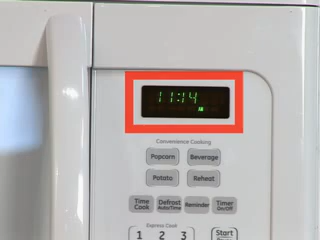 11:14
AM
Convenience Cooking
Popcorn Beverage
Potato Reheat
Time Cook Defrost Auto/Time Reminder Timer On/Off
Express Cook
1 2 3 Start